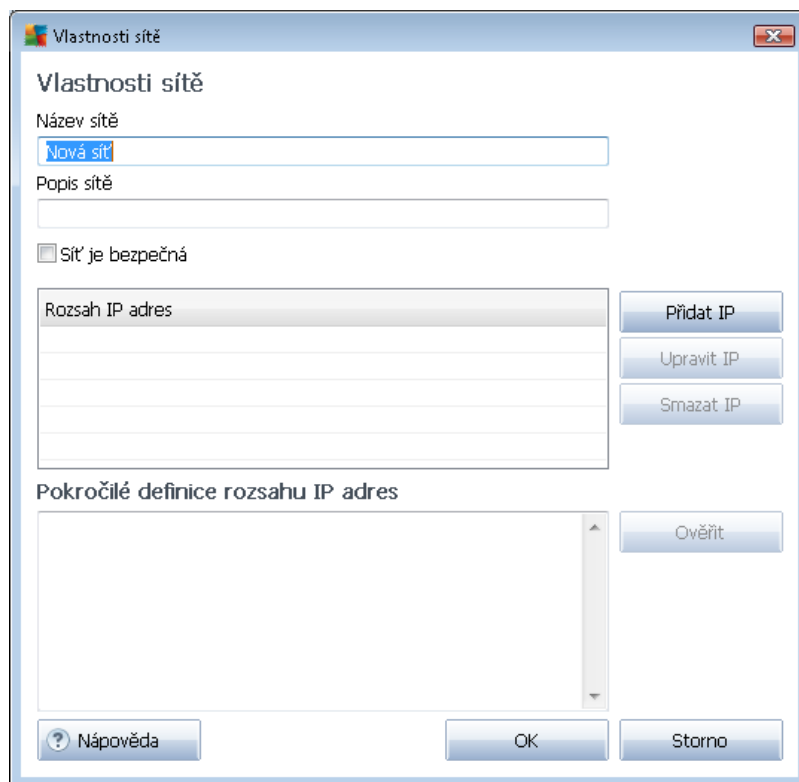 Vlastnosti sítě
Vlastnosti sítě
Název sítě
Nová síť
Popis sítě
Síť je bezpečná
Rozsah IP adres
Přidat IP
Upravit IP
Smazat IP
Pokročilé definice rozsahu IP adres
Ověřit
? Nápověda
OK
Storno